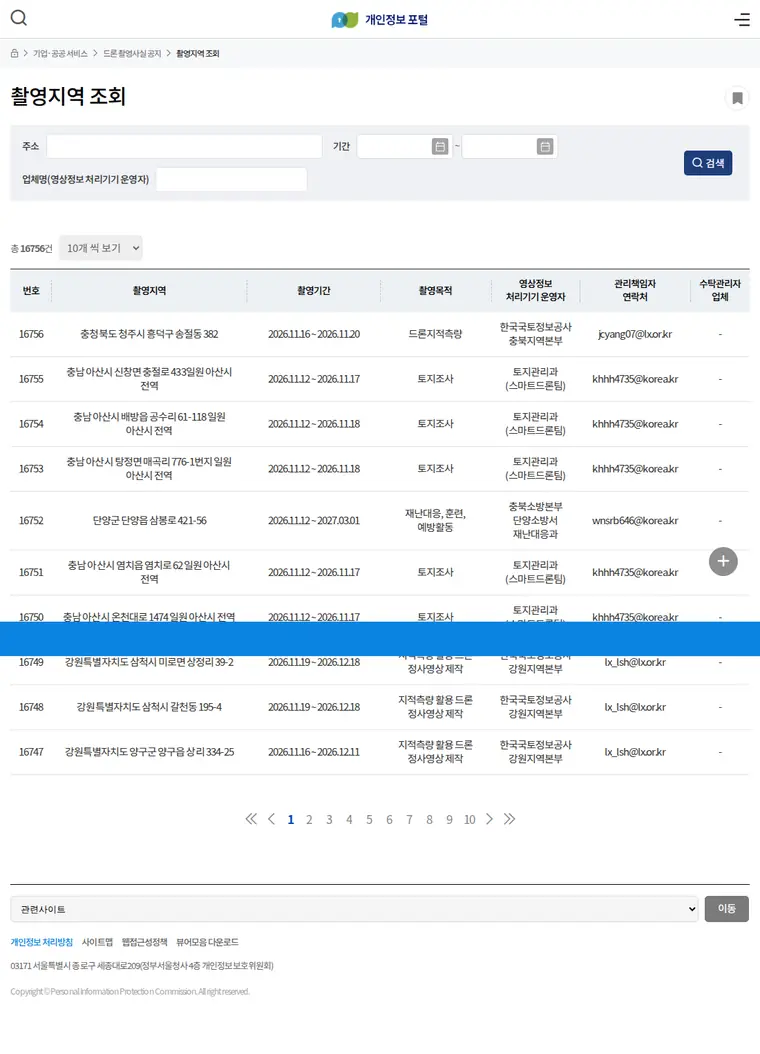 개인정보 포털
기업·공공 서비스 > 드론 촬영사실 공지 > 촬영지역 조회
촬영지역 조회
주소
기간
~
검색
업체명(영상정보 처리기기 운영자)
총 16756건
10개 씩 보기
번호 촬영지역 촬영기간 촬영목적 영상정보 처리기기 운영자 관리책임자 연락처 수탁관리자 업체
16756 충청북도 청주시 흥덕구 송절동 382 2026.11.16 ~ 2026.11.20 드론지적측량 한국국토정보공사 충북지역본부 jcyang07@lx.or.kr -
16755 충남 아산시 신창면 충절로 433일원 아산시 전역 2026.11.12 ~ 2026.11.17 토지조사 토지관리과 (스마트드론팀) khhh4735@korea.kr -
16754 충남 아산시 배방읍 공수리 61-118 일원 아산시 전역 2026.11.12 ~ 2026.11.18 토지조사 토지관리과 (스마트드론팀) khhh4735@korea.kr -
16753 충남 아산시 탕정면 매곡리 776-1번지 일원 아산시 전역 2026.11.12 ~ 2026.11.18 토지조사 토지관리과 (스마트드론팀) khhh4735@korea.kr -
16752 단양군 단양읍 삼봉로 421-56 2026.11.12 ~ 2027.03.01 재난대응, 훈련, 예방활동 충북소방본부 단양소방서 재난대응과 wnsrb646@korea.kr -
16751 충남 아산시 염치읍 염치로 62 일원 아산시 전역 2026.11.12 ~ 2026.11.17 토지조사 토지관리과 (스마트드론팀) khhh4735@korea.kr -
16750 충남 아산시 온천대로 1474 일원 아산시 전역 2026.11.12 ~ 2026.11.17 토지조사 토지관리과 khhh4735@korea.kr -
16749 강원특별자치도 삼척시 미로면 상정리 39-2 2026.11.19 ~ 2026.12.18 정사영상 제작 강원지역본부 lx_lsh@lx.or.kr -
16748 강원특별자치도 삼척시 갈천동 195-4 2026.11.19 ~ 2026.12.18 지적측량 활용 드론 정사영상 제작 한국국토정보공사 강원지역본부 lx_lsh@lx.or.kr -
16747 강원특별자치도 양구군 양구읍 상리 334-25 2026.11.16 ~ 2026.12.11 지적측량 활용 드론 정사영상 제작 한국국토정보공사 강원지역본부 lx_lsh@lx.or.kr -
1 2 3 4 5 6 7 8 9 10
관련사이트
이동
개인정보 처리방침 사이트맵 웹접근성정책 뷰어모음 다운로드
03171 서울특별시 종로구 세종대로 209(정부서울청사 4층 개인정보보호위원회)
Copyright © Personal Information Protection Commission. All right reserved.